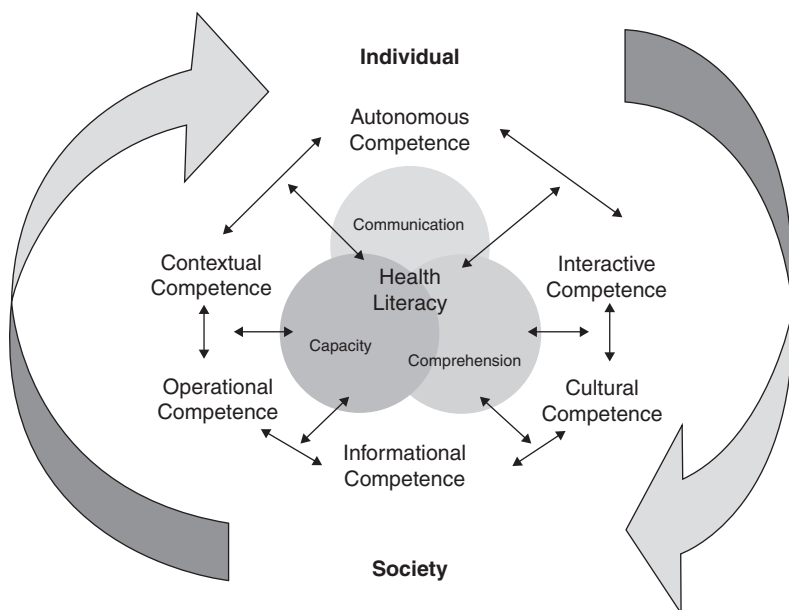 Individual
Autonomous
Competence
Communication
Contextual
Competence
Health
Literacy
Interactive
Competence
Capacity
Comprehension
Operational
Competence
Cultural
Competence
Informational
Competence
Society